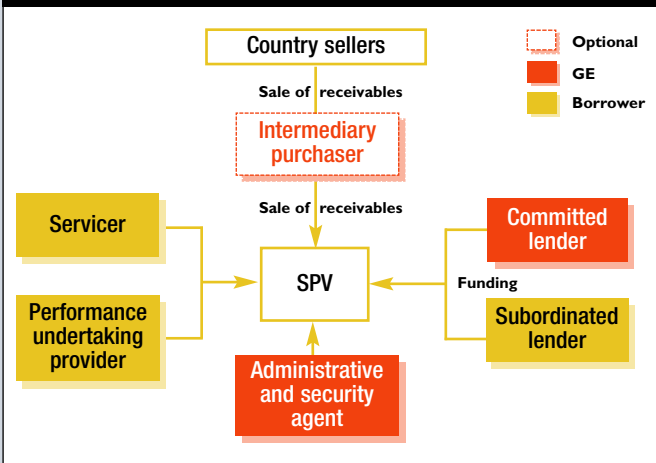 Country sellers
Optional
GE
Borrower
Sale of receivables
Intermediary
purchaser
Sale of receivables
Servicer
Committed
lender
SPV
Funding
Performance
undertaking
provider
Subordinated
lender
Administrative
and security
agent